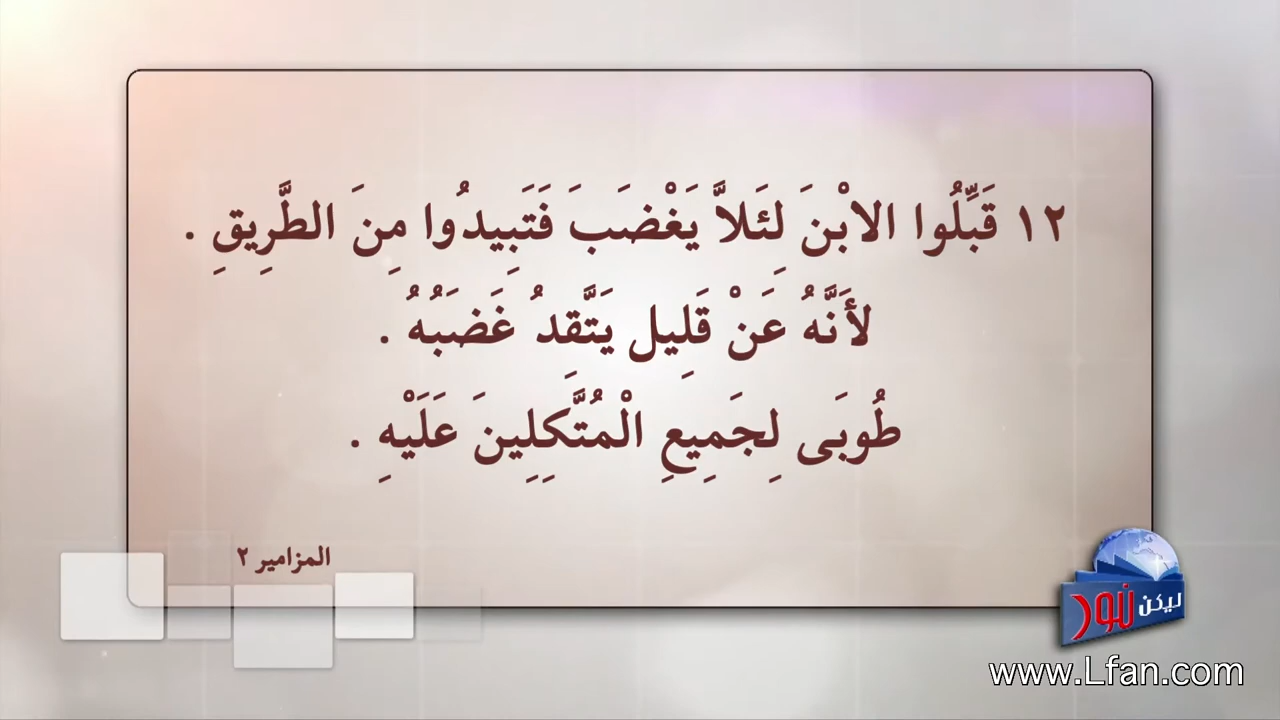 ١٢ قَبِّلُوا الابْنَ لِئَلاَّ يَغْضَبَ فَتَبِيدُوا مِنَ الطَّرِيقِ .
لأَنَّهُ عَنْ قَلِيل يَتَّقِدُ غَضَبُهُ .
طُوبَى لِجَمِيعِ الْمُتَّكِلِينَ عَلَيْهِ .
المزامير ٢
ليكن نور
www.Lfan.com